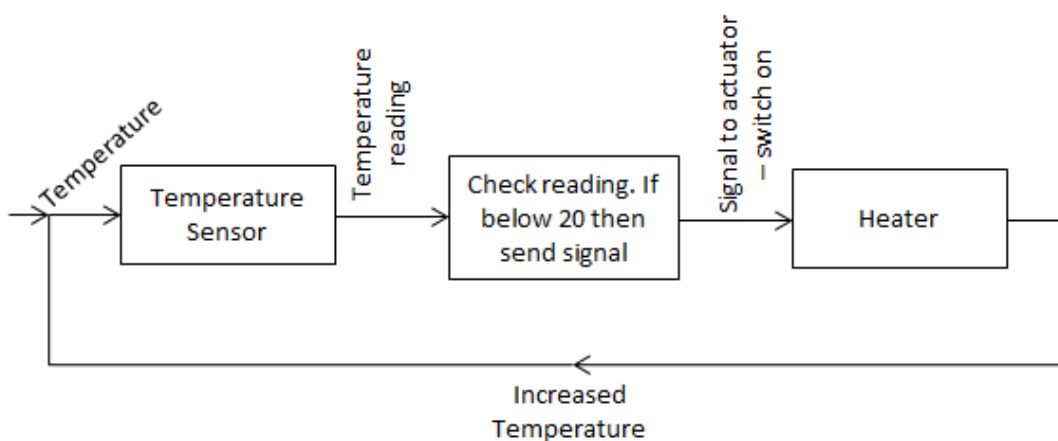 Temperature
Temperature
Sensor
Temperature
reading
Check reading. If
below 20 then
send signal
Signal to actuator
– switch on
Heater
Increased
Temperature